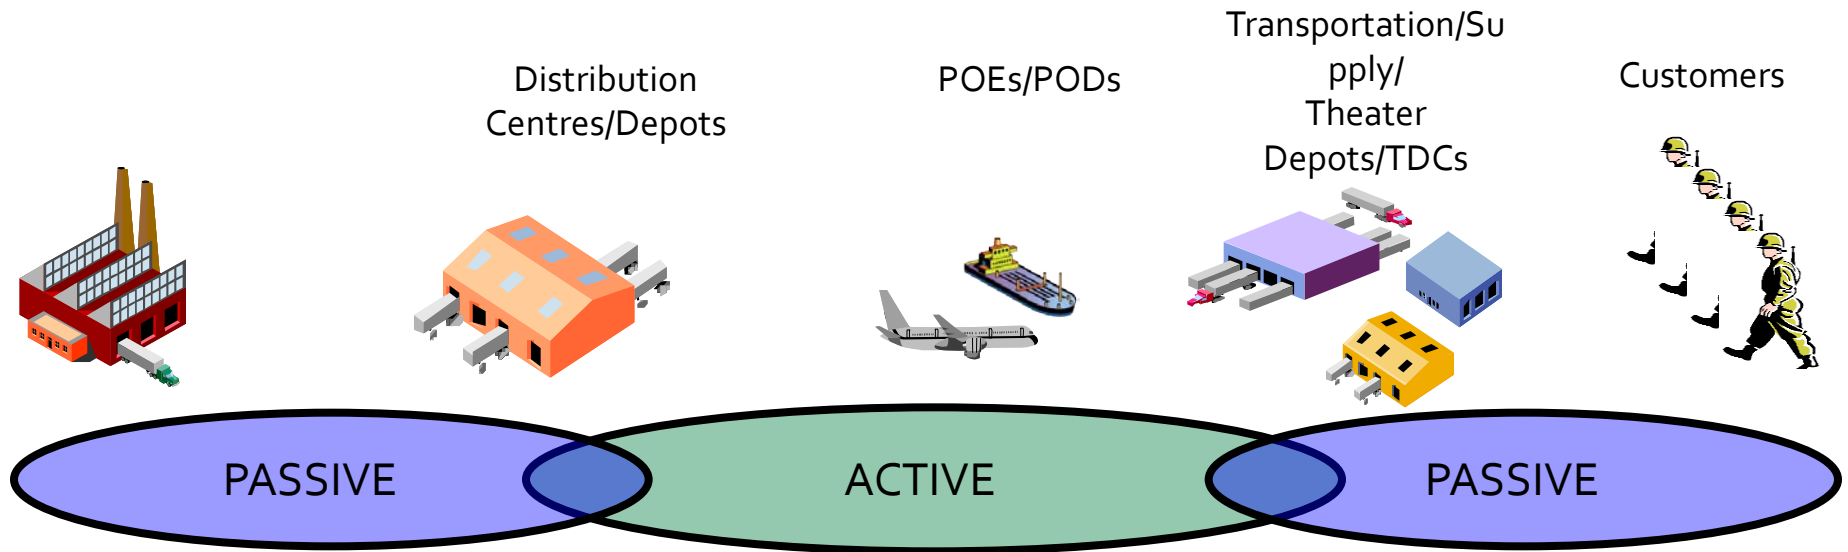 Distribution
Centres/Depots
POEs/PODs
Transportation/Su
pply/
Theater
Depots/TDCs
Customers
PASSIVE
ACTIVE
PASSIVE